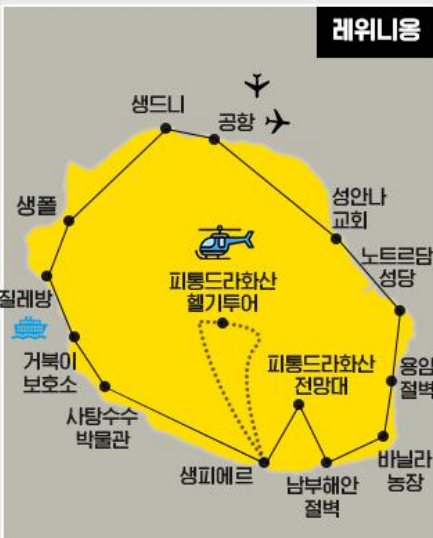 레위니옹
생드니
공항
성안나
교회
생폴
노트르담
성당
피통드라화산
헬기투어
질레방
거북이
보호소
피통드라화산
전망대
용암
절벽
사탕수수
박물관
생피에르
남부해안
절벽
바닐라
농장